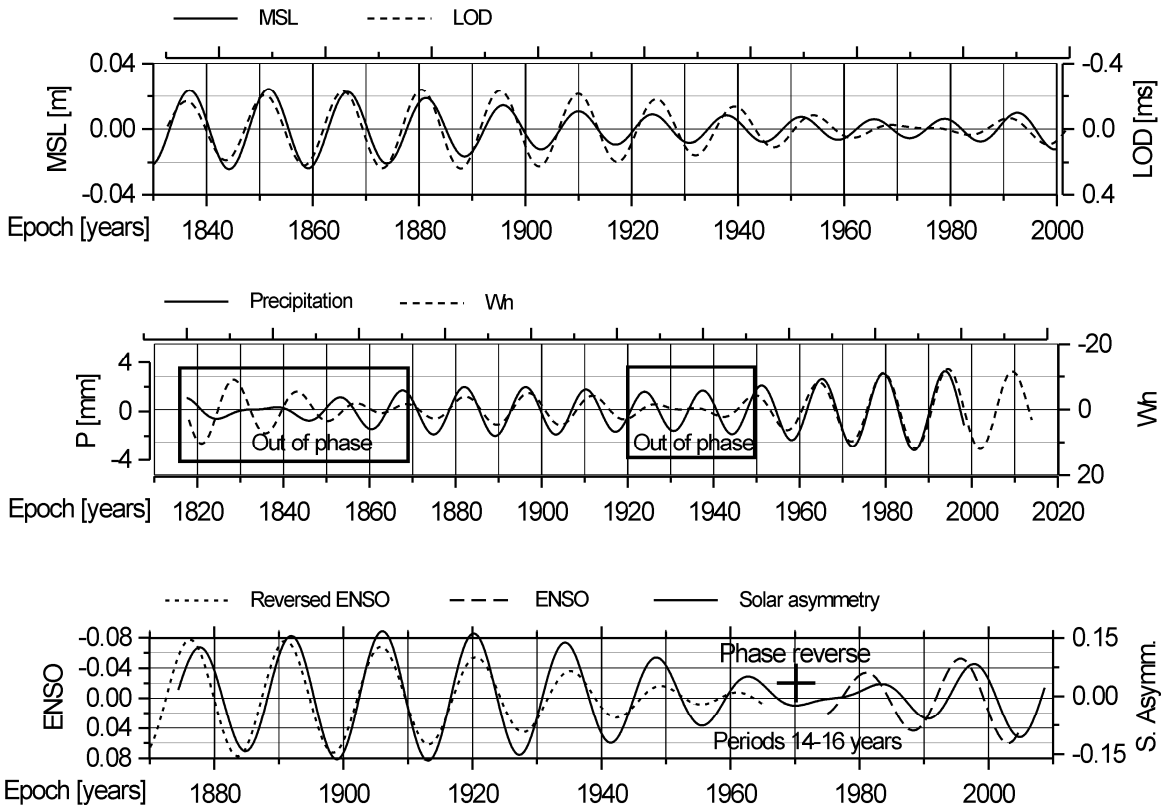 MSL LOD
0.04 -0.4
MSL [m] 0.00 0.0 LOD [ms]
-0.04 0.4
Epoch [years] 1840 1860 1880 1900 1920 1940 1960 1980 2000
Precipitation Wh
-20
4
P [mm] 0 0 Wh
Out of phase Out of phase
-4
20
Epoch [years] 1820 1840 1860 1880 1900 1920 1940 1960 1980 2000 2020
Reversed ENSO ENSO Solar asymmetry
-0.08 0.15
Phase reverse
-0.04
ENSO 0.00 0.00 S. Asymm.
0.04
Periods 14-16 years
0.08 -0.15
Epoch [years] 1880 1900 1920 1940 1960 1980 2000